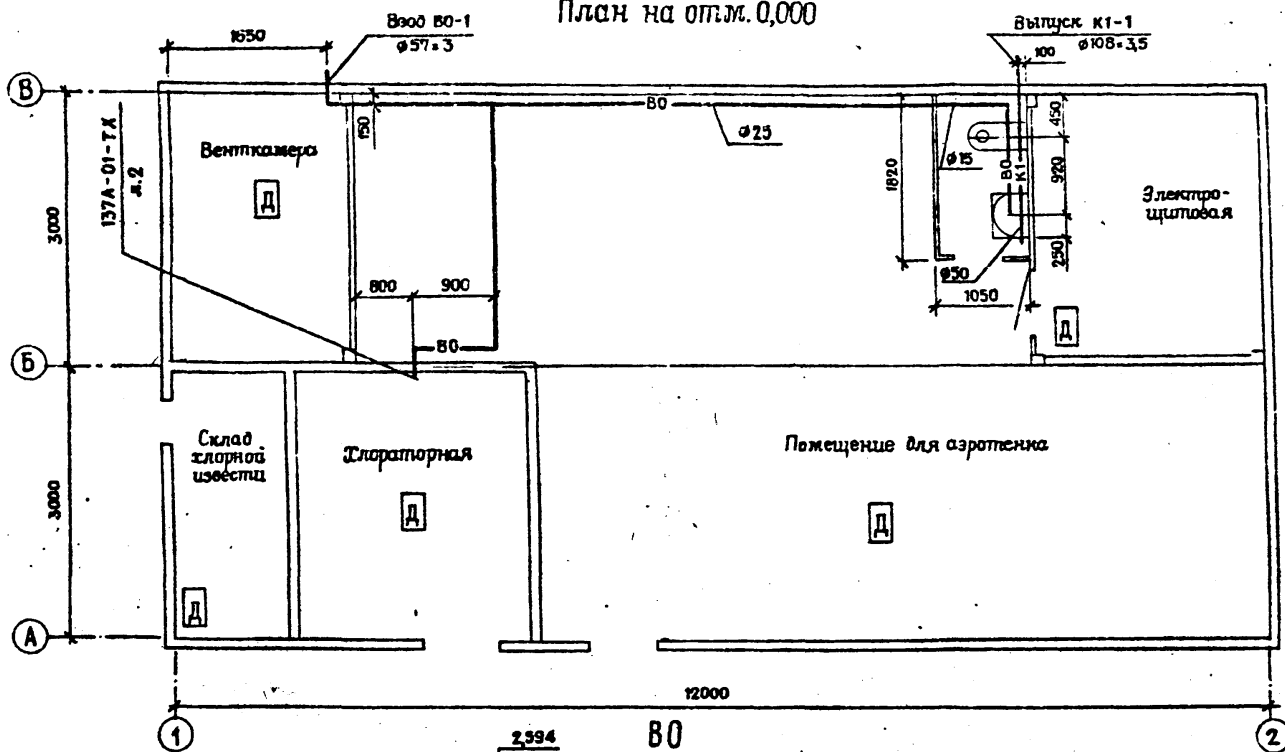 План на отм. 0,000
Ввод В0-1
ø57×3
Выпуск К1-1
ø108×3,5
1650
100
В
В0
450
150
ø25
137А-01-ТХ
л.2
Венткамера
Д
1820
ø15
В0
К1
920
Электро-
щитовая
3000
250
ø50
800
900
1050
Д
В0
Б
Склад
хлорной
извести
Хлораторная
Помещение для аэротенка
3000
Д
Д
Д
А
12000
1
2,394
В0
2